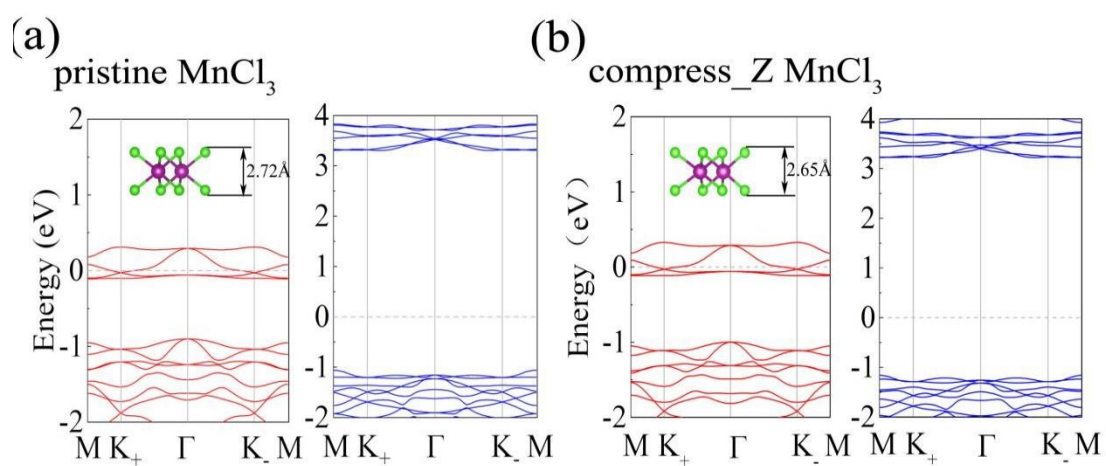 (a)
pristine MnCl₃
2
1
0
-1
-2
Energy (eV)
2.72Å
M K₊ Γ K₋ M
4
3
2
1
0
-1
-2
M K₊ Γ K₋ M
(b)
compress_Z MnCl₃
2
1
0
-1
-2
Energy (eV)
2.65Å
M K₊ Γ K₋ M
4
3
2
1
0
-1
-2
M K₊ Γ K₋ M